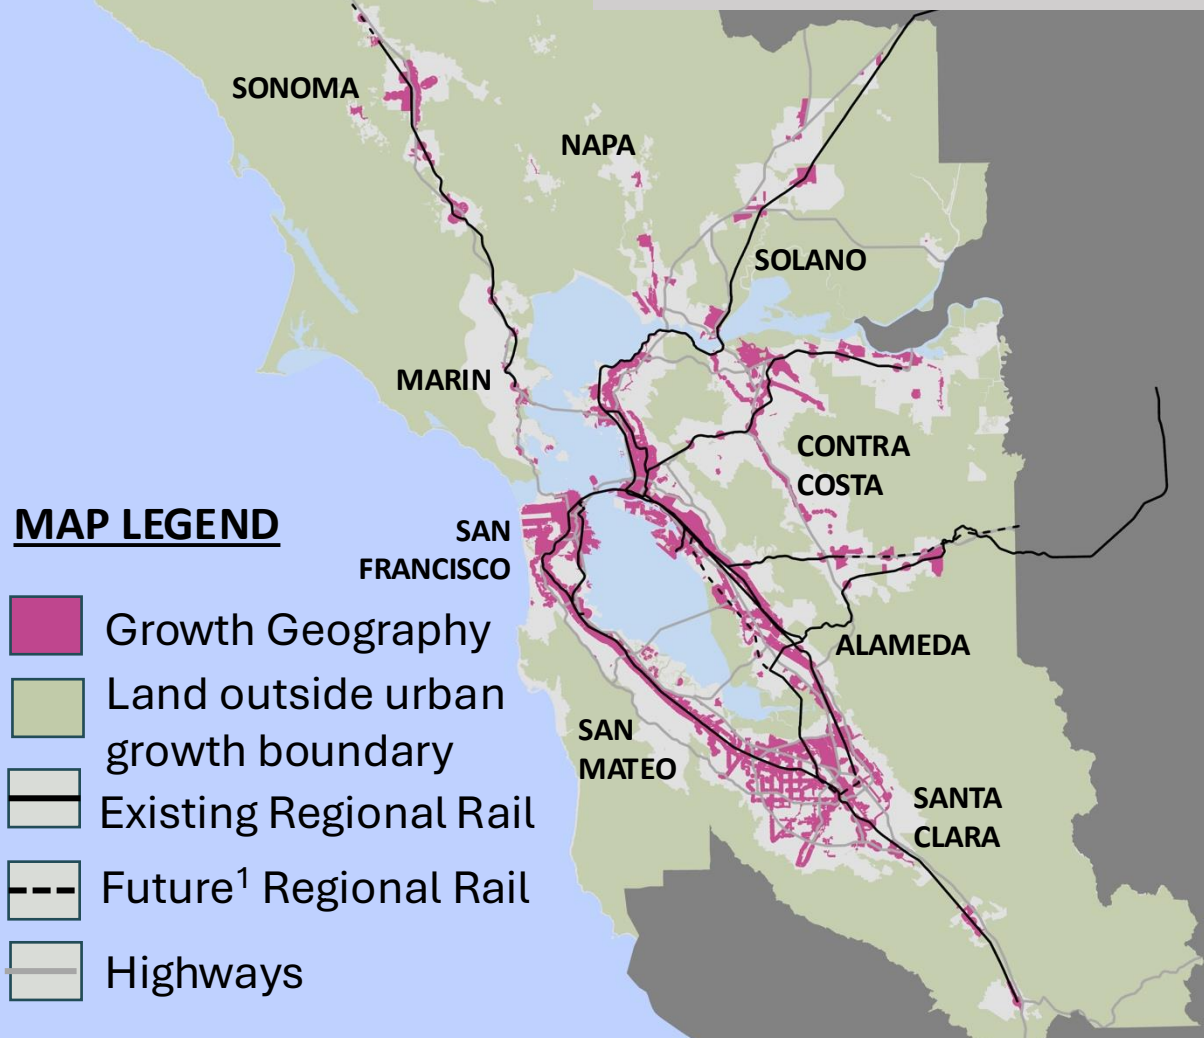 SONOMA
NAPA
SOLANO
MARIN
CONTRA
COSTA
SAN
FRANCISCO
ALAMEDA
SAN
MATEO
SANTA
CLARA
MAP LEGEND
Growth Geography
Land outside urban
growth boundary
Existing Regional Rail
Future¹ Regional Rail
Highways